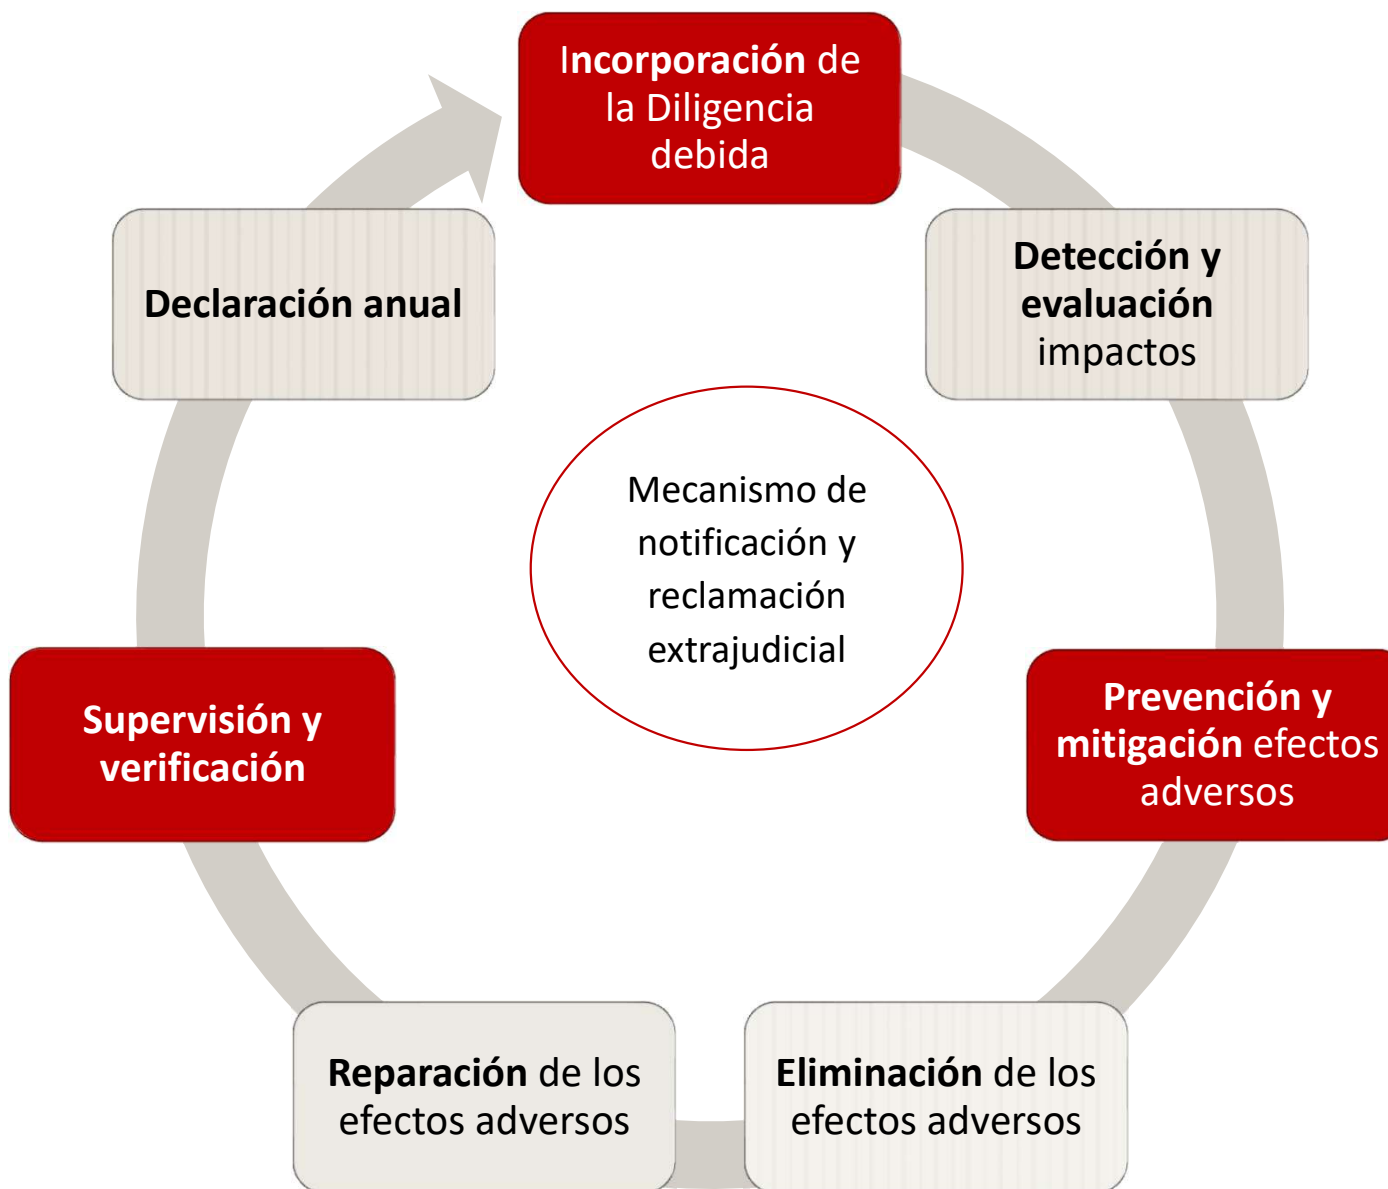 Incorporación de
la Diligencia
debida
Detección y
evaluación
impactos
Prevención y
mitigación efectos
adversos
Eliminación de los
efectos adversos
Reparación de los
efectos adversos
Supervisión y
verificación
Declaración anual
Mecanismo de
notificación y
reclamación
extrajudicial